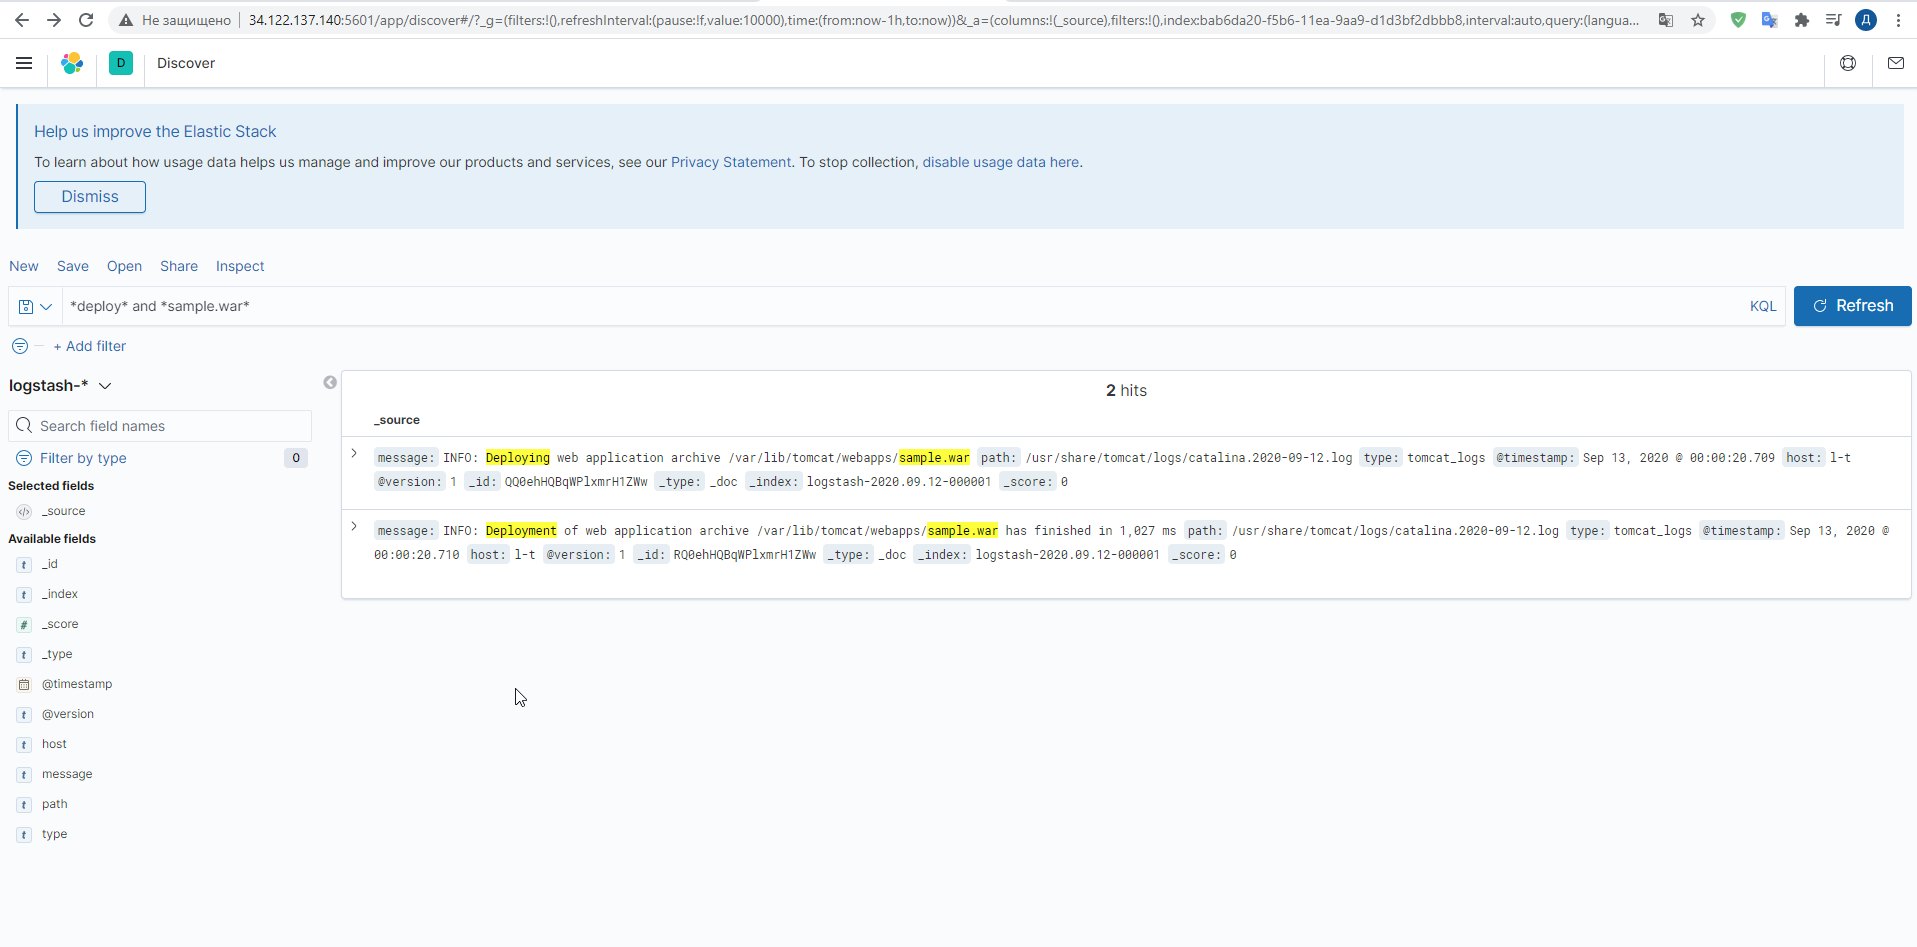 Не защищено 34.122.137.140:5601/app/discover#/?_g=(filters:!(),refreshInterval:(pause:!f,value:10000),time:(from:now-1h,to:now))&_a=(columns:!(_source),filters:!(),index:bab6da20-f5b6-11ea-9aa9-d1d3bf2dbbb8,interval:auto,query:(langua... Д
D Discover
Help us improve the Elastic Stack
To learn about how usage data helps us manage and improve our products and services, see our Privacy Statement. To stop collection, disable usage data here.
Dismiss
New Save Open Share Inspect
*deploy* and *sample.war* KQL Refresh
+ Add filter
logstash-*
2 hits
Search field names
_source
Filter by type 0
Selected fields
_source
Available fields
t _id
t _index
# _score
t _type
@timestamp
t @version
t host
t message
t path
t type
message: INFO: Deploying web application archive /var/lib/tomcat/webapps/sample.war path: /usr/share/tomcat/logs/catalina.2020-09-12.log type: tomcat_logs @timestamp: Sep 13, 2020 @ 00:00:20.709 host: l-t
@version: 1 _id: QQ0ehHQBqWPlxmrH1ZWw _type: _doc _index: logstash-2020.09.12-000001 _score: 0
message: INFO: Deployment of web application archive /var/lib/tomcat/webapps/sample.war has finished in 1,027 ms path: /usr/share/tomcat/logs/catalina.2020-09-12.log type: tomcat_logs @timestamp: Sep 13, 2020 @
00:00:20.710 host: l-t @version: 1 _id: RQ0ehHQBqWPlxmrH1ZWw _type: _doc _index: logstash-2020.09.12-000001 _score: 0